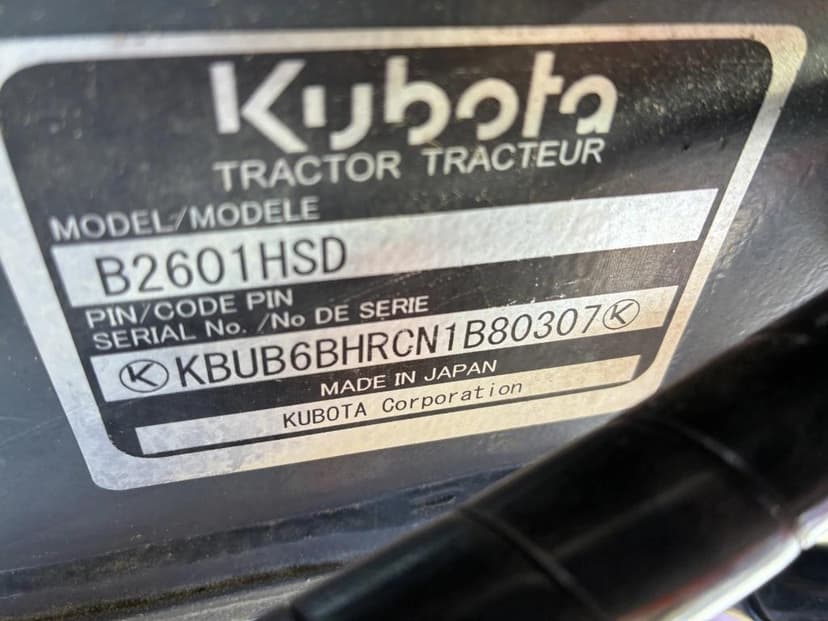 Kubota
TRACTOR TRACTEUR
MODEL/MODELE
B2601HSD
PIN/CODE PIN
SERIAL No. /No DE SERIE
K KBUB6BHRCN1B80307 K
MADE IN JAPAN
KUBOTA Corporation